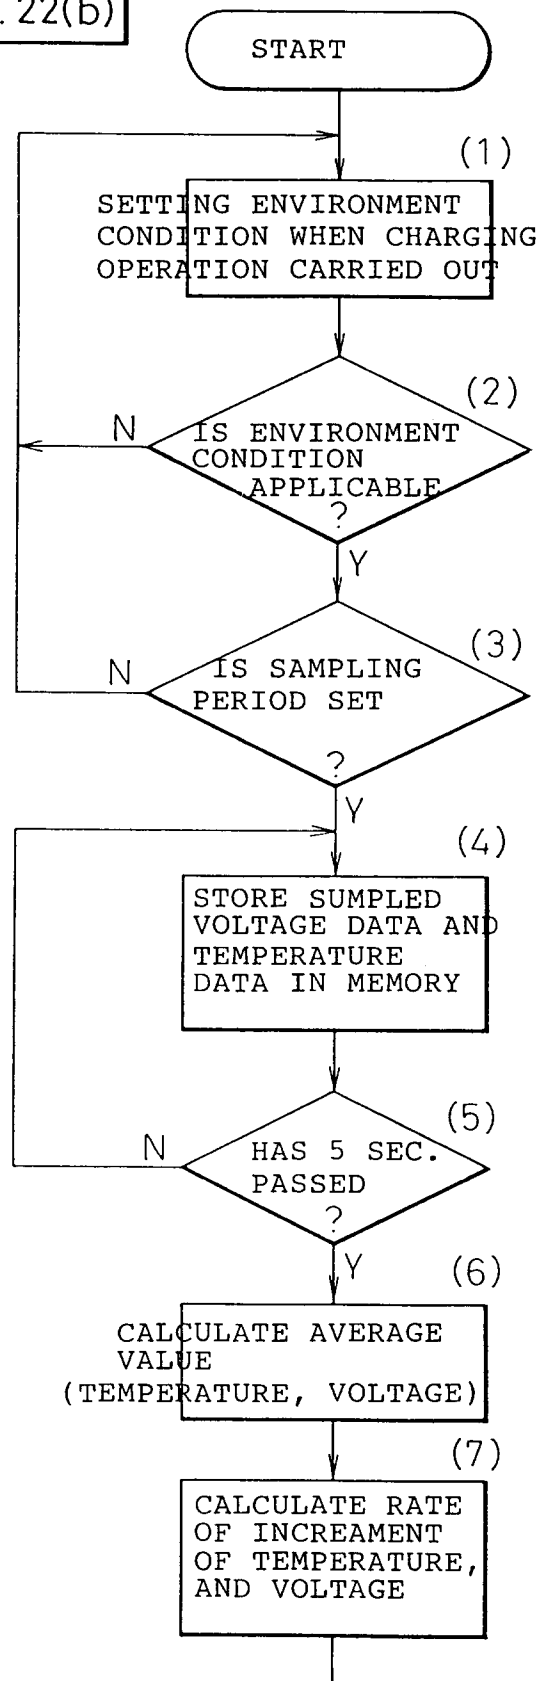 . 22(b)
START
(1)
SETTING ENVIRONMENT
CONDITION WHEN CHARGING
OPERATION CARRIED OUT
(2)
N
IS ENVIRONMENT
CONDITION
APPLICABLE
?
Y
(3)
N
IS SAMPLING
PERIOD SET
?
Y
(4)
STORE SUMPLED
VOLTAGE DATA AND
TEMPERATURE
DATA IN MEMORY
(5)
N
HAS 5 SEC.
PASSED
?
Y
(6)
CALCULATE AVERAGE
VALUE
(TEMPERATURE, VOLTAGE)
(7)
CALCULATE RATE
OF INCREAMENT
OF TEMPERATURE,
AND VOLTAGE